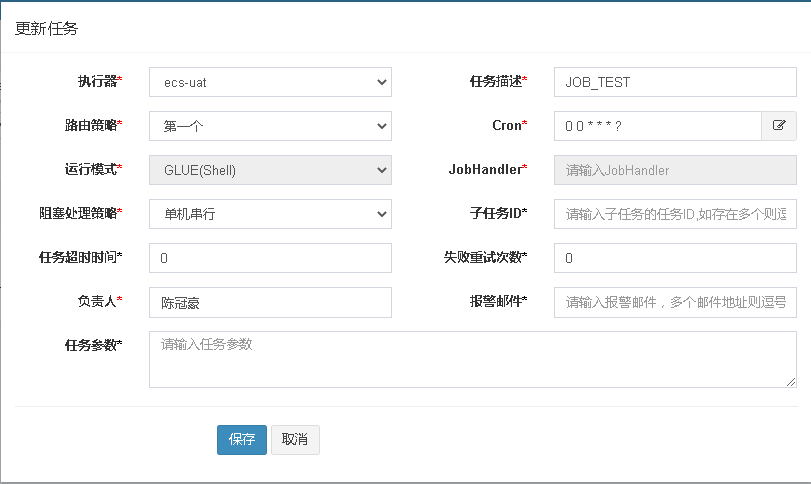 更新任务
执行器* ecs-uat 任务描述* JOB_TEST
路由策略* 第一个 Cron* 0 0 * * * ?
运行模式* GLUE(Shell) JobHandler* 请输入JobHandler
阻塞处理策略* 单机串行 子任务ID* 请输入子任务的任务ID,如存在多个则逗
任务超时时间* 0 失败重试次数* 0
负责人* 陈冠豪 报警邮件* 请输入报警邮件，多个邮件地址则逗号
任务参数* 请输入任务参数
保存 取消